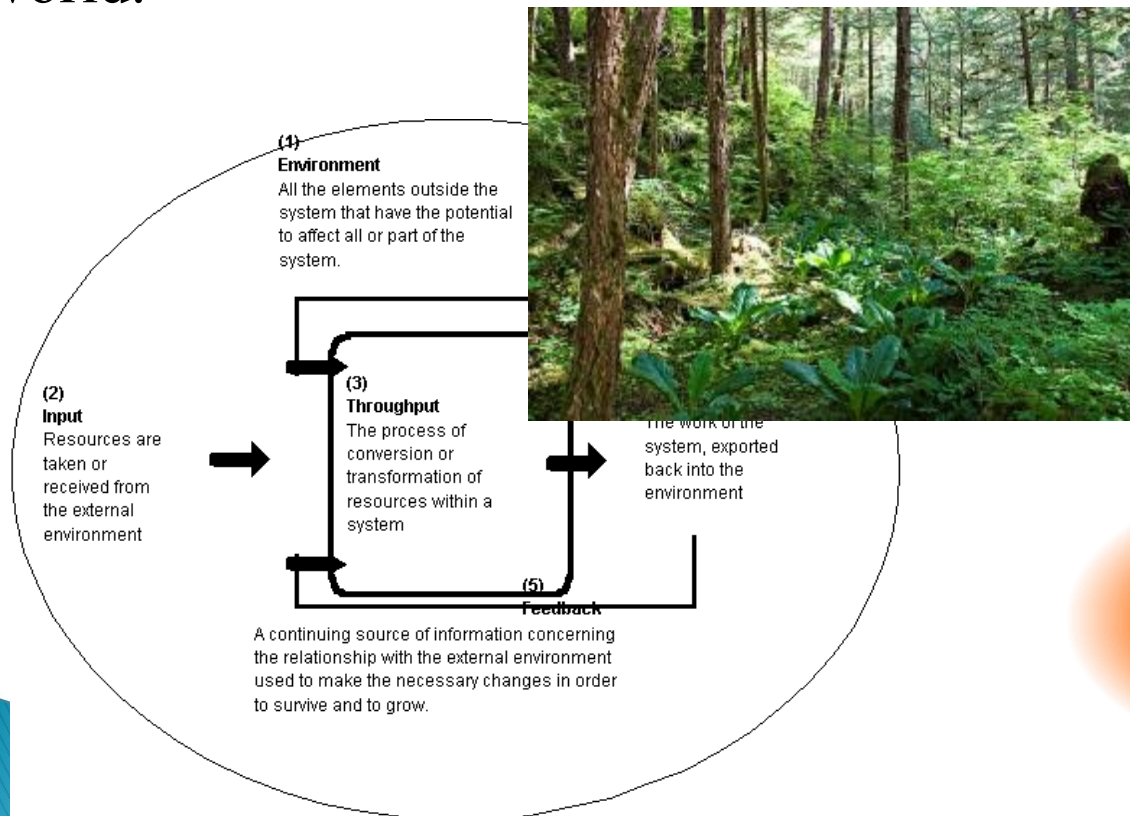 (1)
Environment
All the elements outside the
system that have the potential
to affect all or part of the
system.
(2)
Input
Resources are
taken or
received from
the external
environment
(3)
Throughput
The process of
conversion or
transformation of
resources within a
system
The work of the
system, exported
back into the
environment
(5)
Feedback
A continuing source of information concerning
the relationship with the external environment
used to make the necessary changes in order
to survive and to grow.